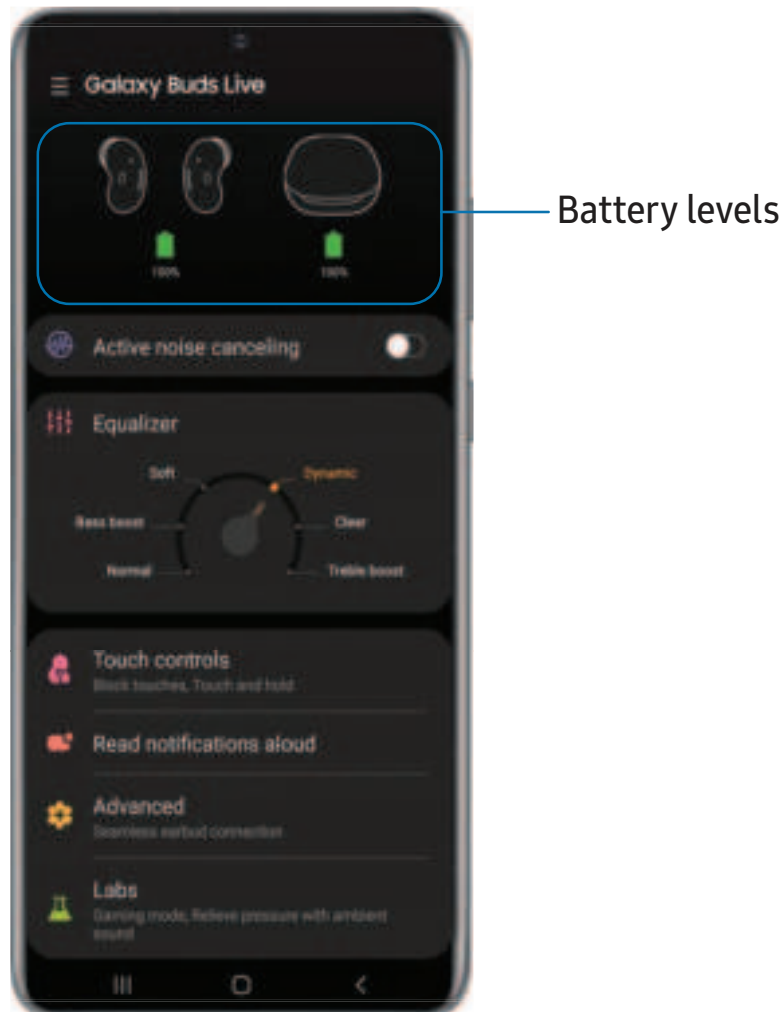 Galaxy Buds Live
100% 100%
Battery levels
Active noise canceling
Equalizer
Soft Dynamic
Bass boost Clear
Normal Treble boost
Touch controls
Block touches, Touch and hold
Read notifications aloud
Advanced
Seamless earbud connection
Labs
Gaming mode, Relieve pressure with ambient
sound